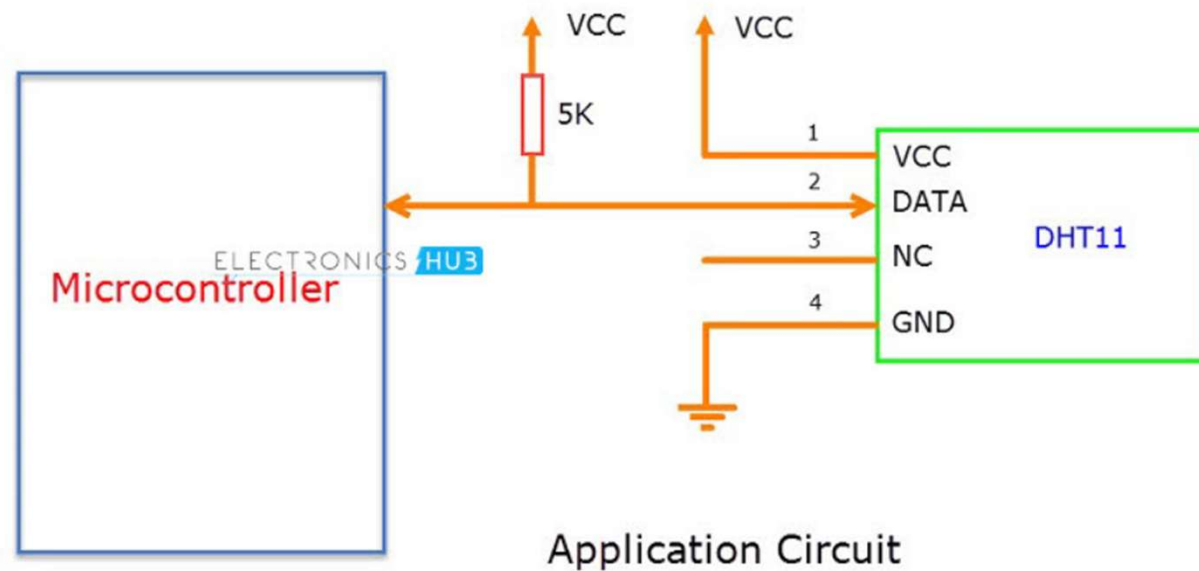 VCC
VCC
5K
1
VCC
2
DATA
3
NC
4
GND
DHT11
ELECTRONICS HUB
Microcontroller
Application Circuit